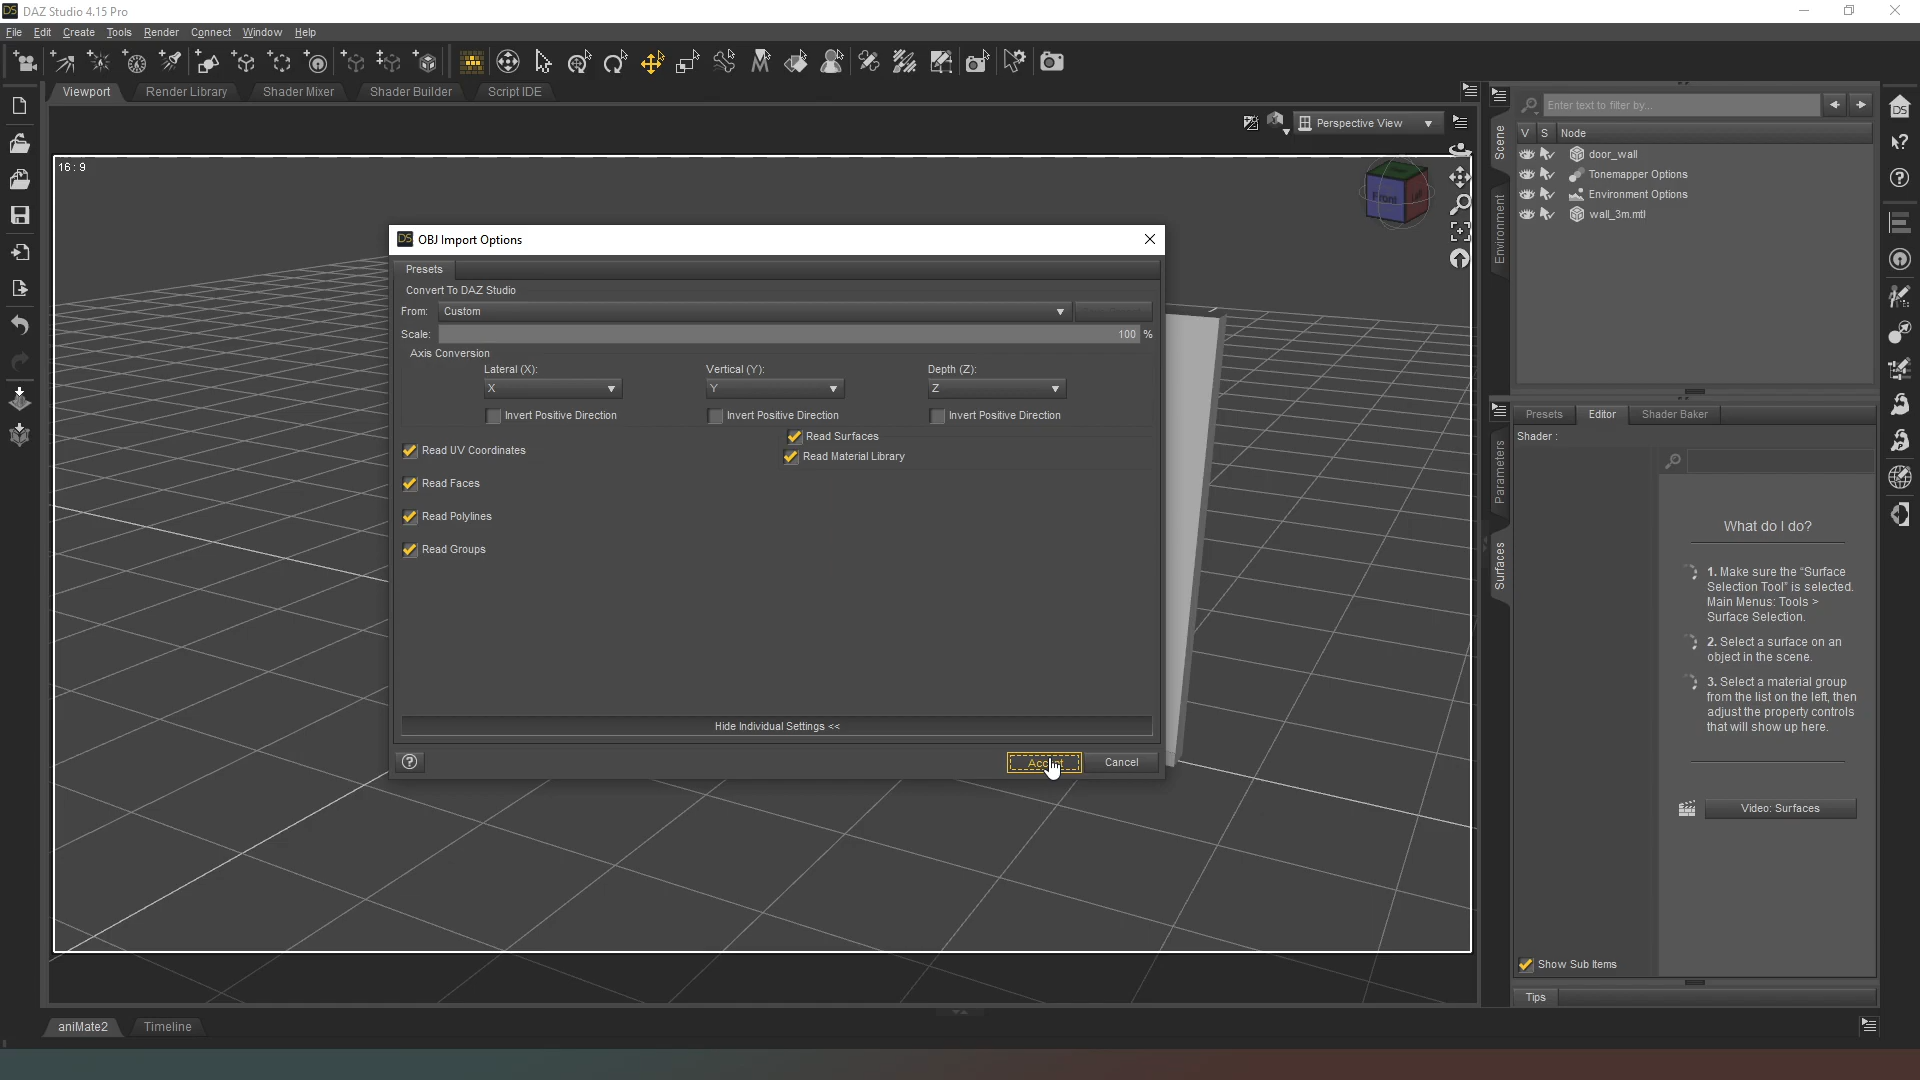 DAZ Studio 4.15 Pro
File Edit Create Tools Render Connect Window Help
Viewport Render Library Shader Mixer Shader Builder Script IDE
Perspective View
16 : 9
Front
OBJ Import Options
Presets
Convert To DAZ Studio
From: Custom
Scale: 100 %
Axis Conversion
Lateral (X): Vertical (Y): Depth (Z):
X Y Z
Invert Positive Direction Invert Positive Direction Invert Positive Direction
Read Surfaces
Read UV Coordinates
Read Material Library
Read Faces
Read Polylines
Read Groups
Hide Individual Settings <<
Accept Cancel
Scene
Environment
Enter text to filter by...
V S Node
door_wall
Tonemapper Options
Environment Options
wall_3m.mtl
Parameters
Surfaces
Presets Editor Shader Baker
Shader :
What do I do?
1. Make sure the "Surface
Selection Tool" is selected.
Main Menus: Tools >
Surface Selection.
2. Select a surface on an
object in the scene.
3. Select a material group
from the list on the left, then
adjust the property controls
that will show up here.
Video: Surfaces
Show Sub Items
Tips
aniMate2 Timeline